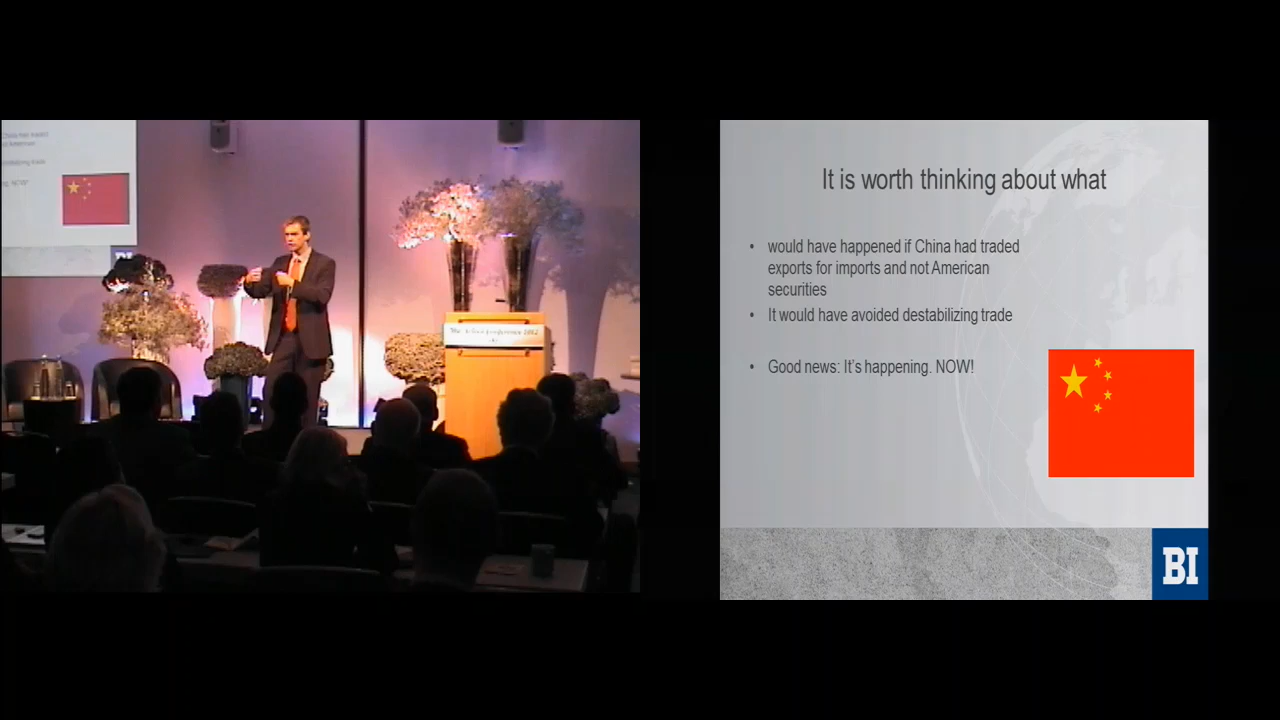 It is worth thinking about what
• would have happened if China had traded
exports for imports and not American
securities
• It would have avoided destabilizing trade
• Good news: It's happening. NOW!
BI